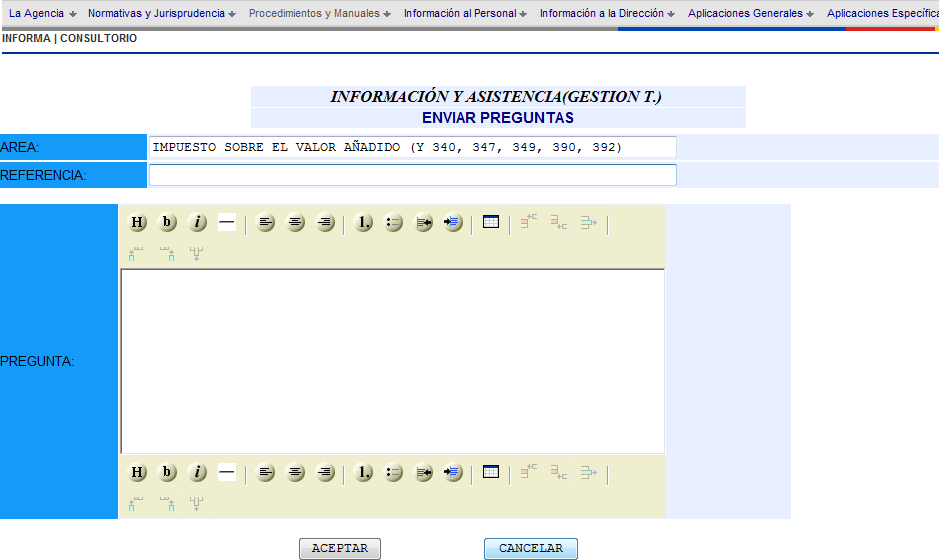 La Agencia Normativas y Jurisprudencia Procedimientos y Manuales Información al Personal Información a la Dirección Aplicaciones Generales Aplicaciones Específica
INFORMA | CONSULTORIO
INFORMACIÓN Y ASISTENCIA(GESTION T.)
ENVIAR PREGUNTAS
AREA: IMPUESTO SOBRE EL VALOR AÑADIDO (Y 340, 347, 349, 390, 392)
REFERENCIA:
H b i 1.
PREGUNTA:
H b i 1.
ACEPTAR CANCELAR